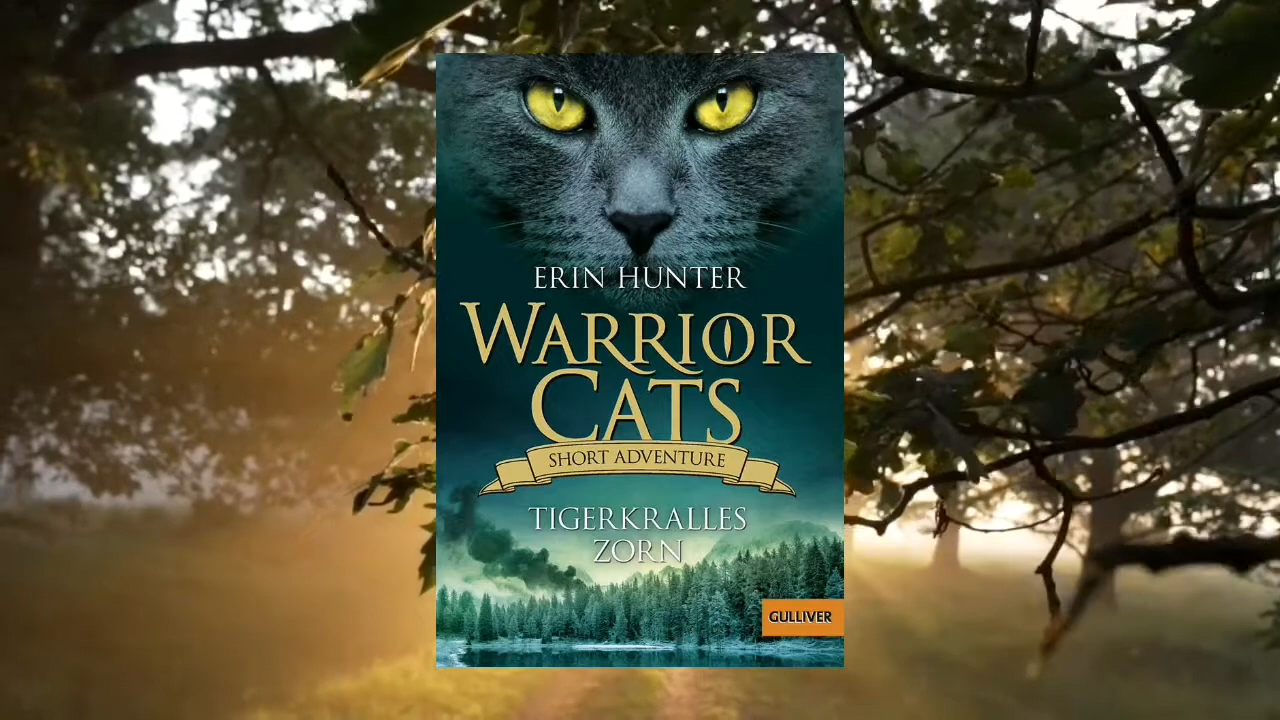 ERIN HUNTER
WARRIOR
CATS
SHORT ADVENTURE
TIGERKRALLES
ZORN
GULLIVER